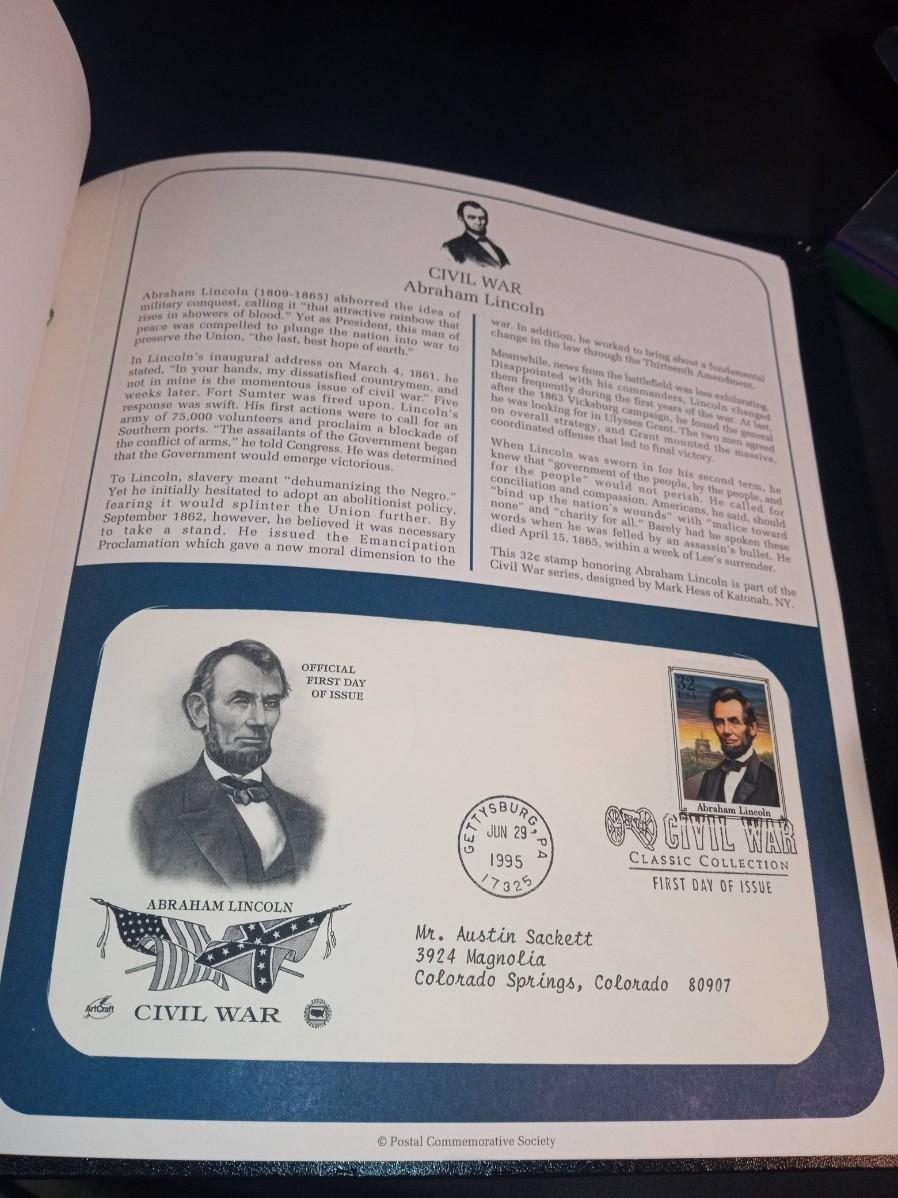 CIVIL WAR
Abraham Lincoln
Abraham Lincoln (1809-1865) abhorred the idea of
military conquest, calling it "that attractive rainbow that
rises in showers of blood." Yet as President, this man of
peace was compelled to plunge the nation into war to
preserve the Union, "the last, best hope of earth."
In Lincoln's inaugural address on March 4, 1861, he
stated, "In your hands, my dissatisfied countrymen, and
not in mine is the momentous issue of civil war." Five
weeks later, Fort Sumter was fired upon. Lincoln's
response was swift. His first actions were to call for an
army of 75,000 volunteers and proclaim a blockade of
Southern ports. "The assailants of the Government began
the conflict of arms," he told Congress. He was determined
that the Government would emerge victorious.
To Lincoln, slavery meant "dehumanizing the Negro."
Yet he initially hesitated to adopt an abolitionist policy,
fearing it would splinter the Union further. By
September 1862, however, he believed it was necessary
to take a stand. He issued the Emancipation
Proclamation which gave a new moral dimension to the
war. In addition, he worked to bring about a fundamental
change in the law through the Thirteenth Amendment.
Meanwhile, news from the battlefield was less exhilarating.
Disappointed with his commanders, Lincoln changed
them frequently during the first years of the war. At last,
after the 1863 Vicksburg campaign, he found the general
he was looking for in Ulysses Grant. The two men agreed
on overall strategy, and Grant mounted the massive,
coordinated offensive that led to final victory.
When Lincoln was sworn in for his second term, he
knew that "government of the people, by the people, and
for the people" would not perish. He called for
conciliation and compassion. Americans, he said, should
"bind up the nation's wounds" with "malice toward
none" and "charity for all." Barely had he spoken these
words when he was felled by an assassin's bullet. He
died April 15, 1865, within a week of Lee's surrender.
This 32¢ stamp honoring Abraham Lincoln is part of the
Civil War series, designed by Mark Hess of Katonah, NY.
OFFICIAL
FIRST DAY
OF ISSUE
32
USA
Abraham Lincoln
GETTYSBURG, PA
JUN 29
1995
17325
CIVIL WAR
CLASSIC COLLECTION
FIRST DAY OF ISSUE
ABRAHAM LINCOLN
Mr. Austin Sackett
3924 Magnolia
Colorado Springs, Colorado 80907
ArtCraft
CIVIL WAR
© Postal Commemorative Society